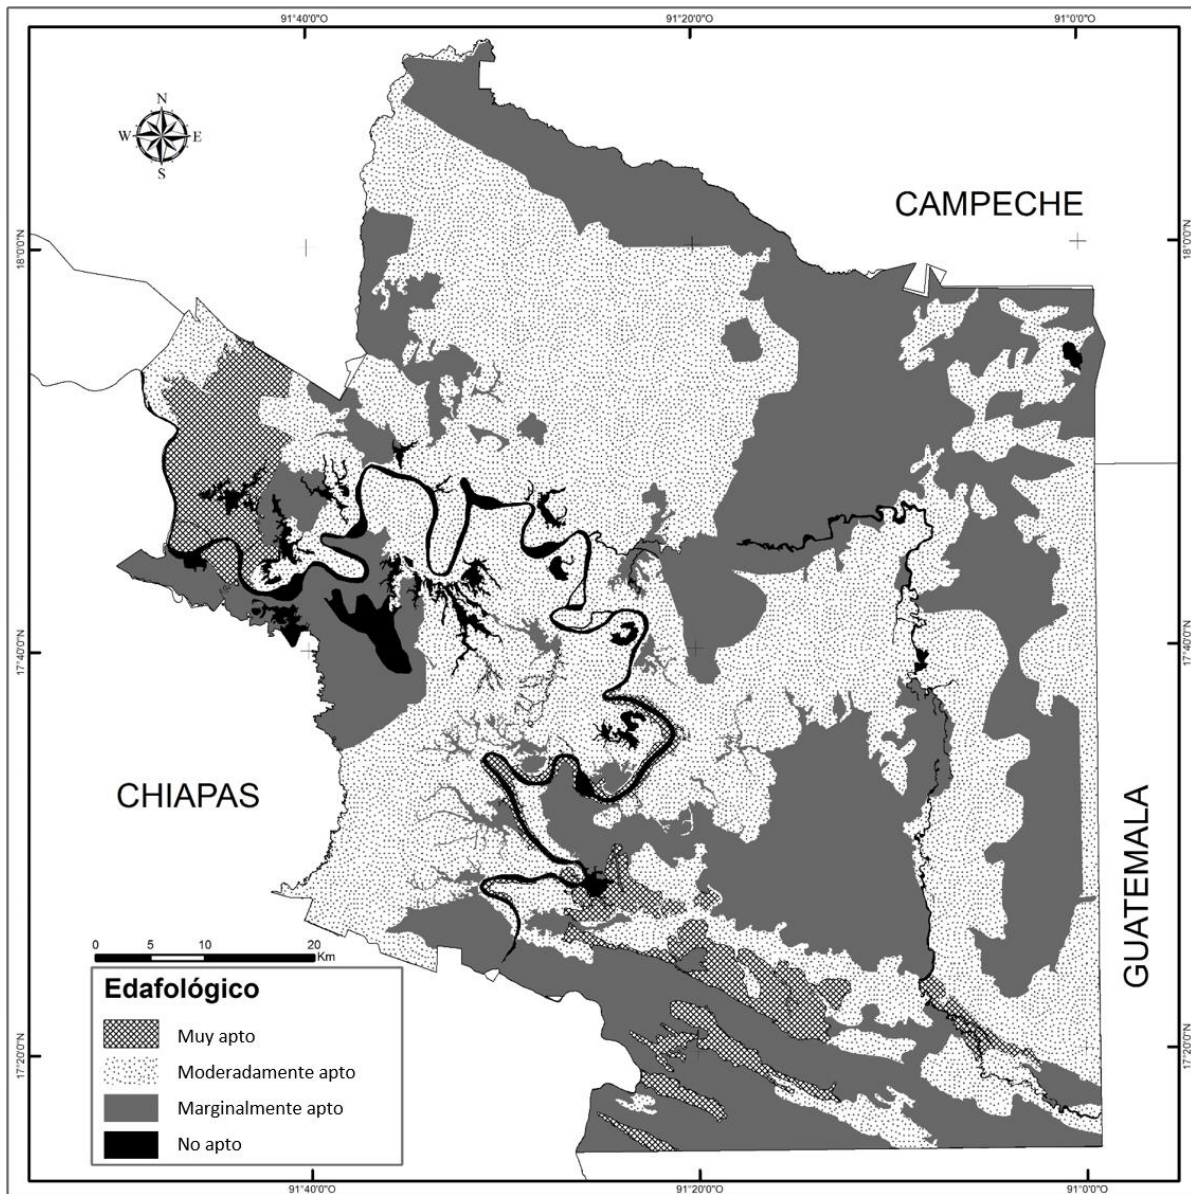 91°40'0"O 91°20'0"O 91°0'0"O
N
W E
S
CAMPECHE
18°0'0"N 18°0'0"N
17°40'0"N 17°40'0"N
CHIAPAS
GUATEMALA
0 5 10 20
Km
Edafológico
Muy apto
Moderadamente apto
Marginalmente apto
No apto
17°20'0"N 17°20'0"N
91°40'0"O 91°20'0"O 91°0'0"O